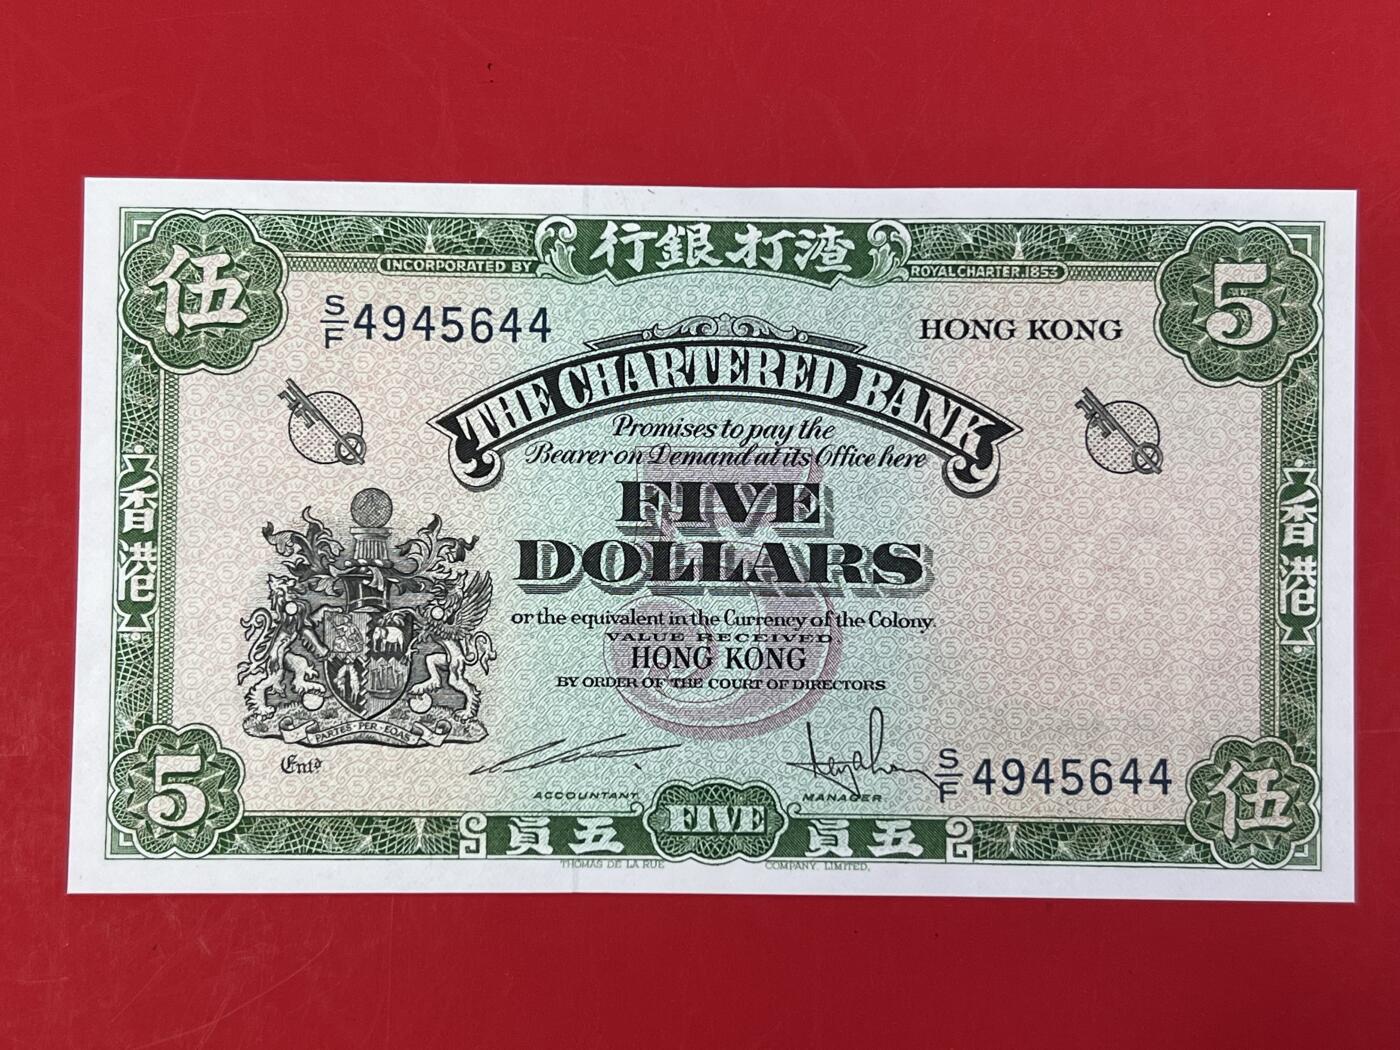 行銀打渣
INCORPORATED BY
ROYAL CHARTER.1853
伍
5
S/F 4945644
HONG KONG
THE CHARTERED BANK
Promises to pay the
Bearer on Demand at its Office here
FIVE
DOLLARS
or the equivalent in the Currency of the Colony.
VALUE RECEIVED
HONG KONG
BY ORDER OF THE COURT OF DIRECTORS
香港
香港
5
PARTES·PER·EOAS
Entd
ACCOUNTANT
MANAGER
S/F 4945644
5
員五
FIVE
員五
伍
THOMAS DE LA RUE
COMPANY, LIMITED,